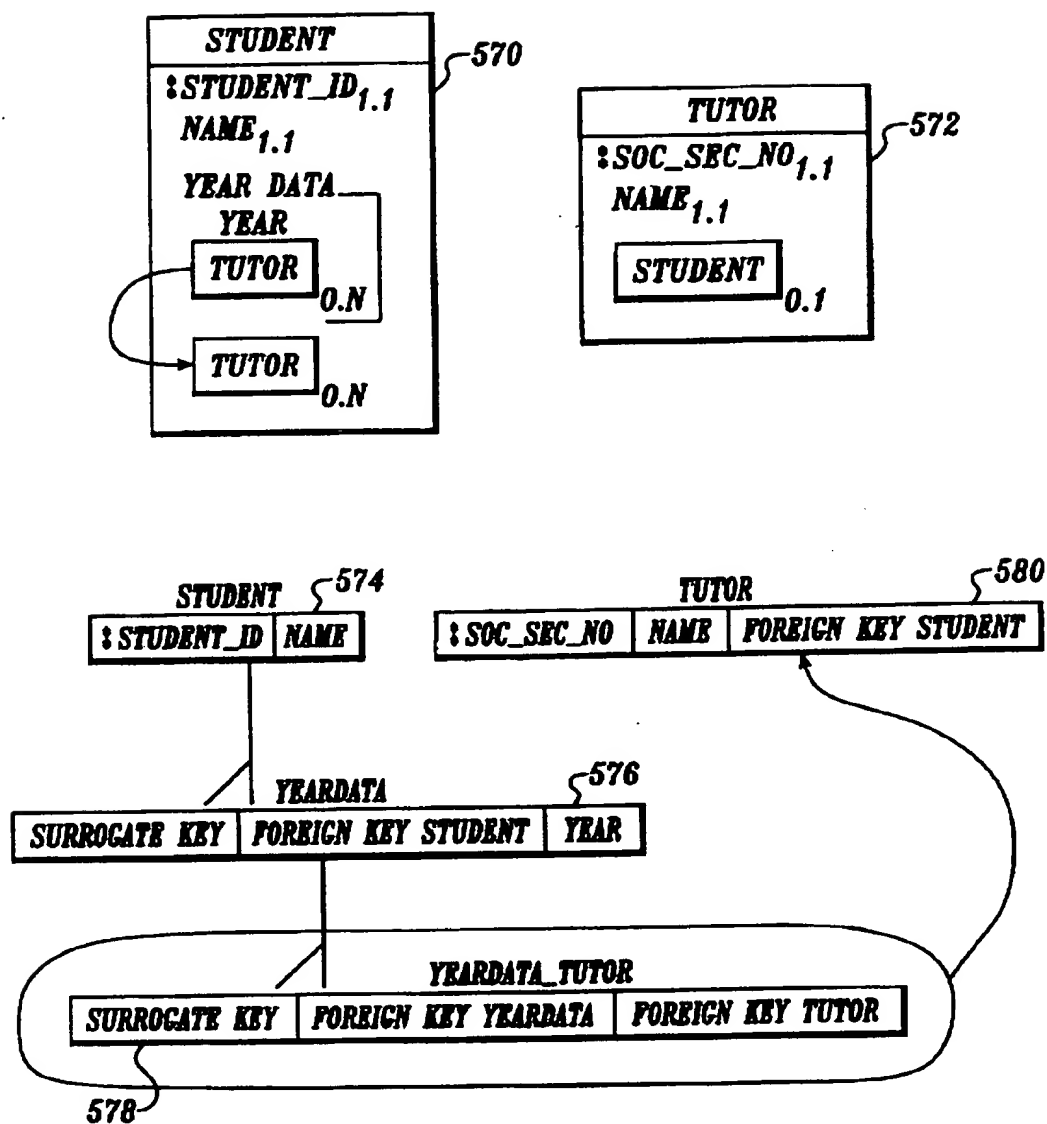 STUDENT
570
:STUDENT_ID1.1
NAME1.1
YEAR DATA
YEAR
TUTOR
0.N
TUTOR
0.N
TUTOR
572
:SOC_SEC_NO1.1
NAME1.1
STUDENT
0.1
STUDENT
574
:STUDENT_ID NAME
TUTOR
580
:SOC_SEC_NO NAME FOREIGN KEY STUDENT
YEARDATA
576
SURROGATE KEY FOREIGN KEY STUDENT YEAR
YEARDATA_TUTOR
SURROGATE KEY FOREIGN KEY YEARDATA FOREIGN KEY TUTOR
578